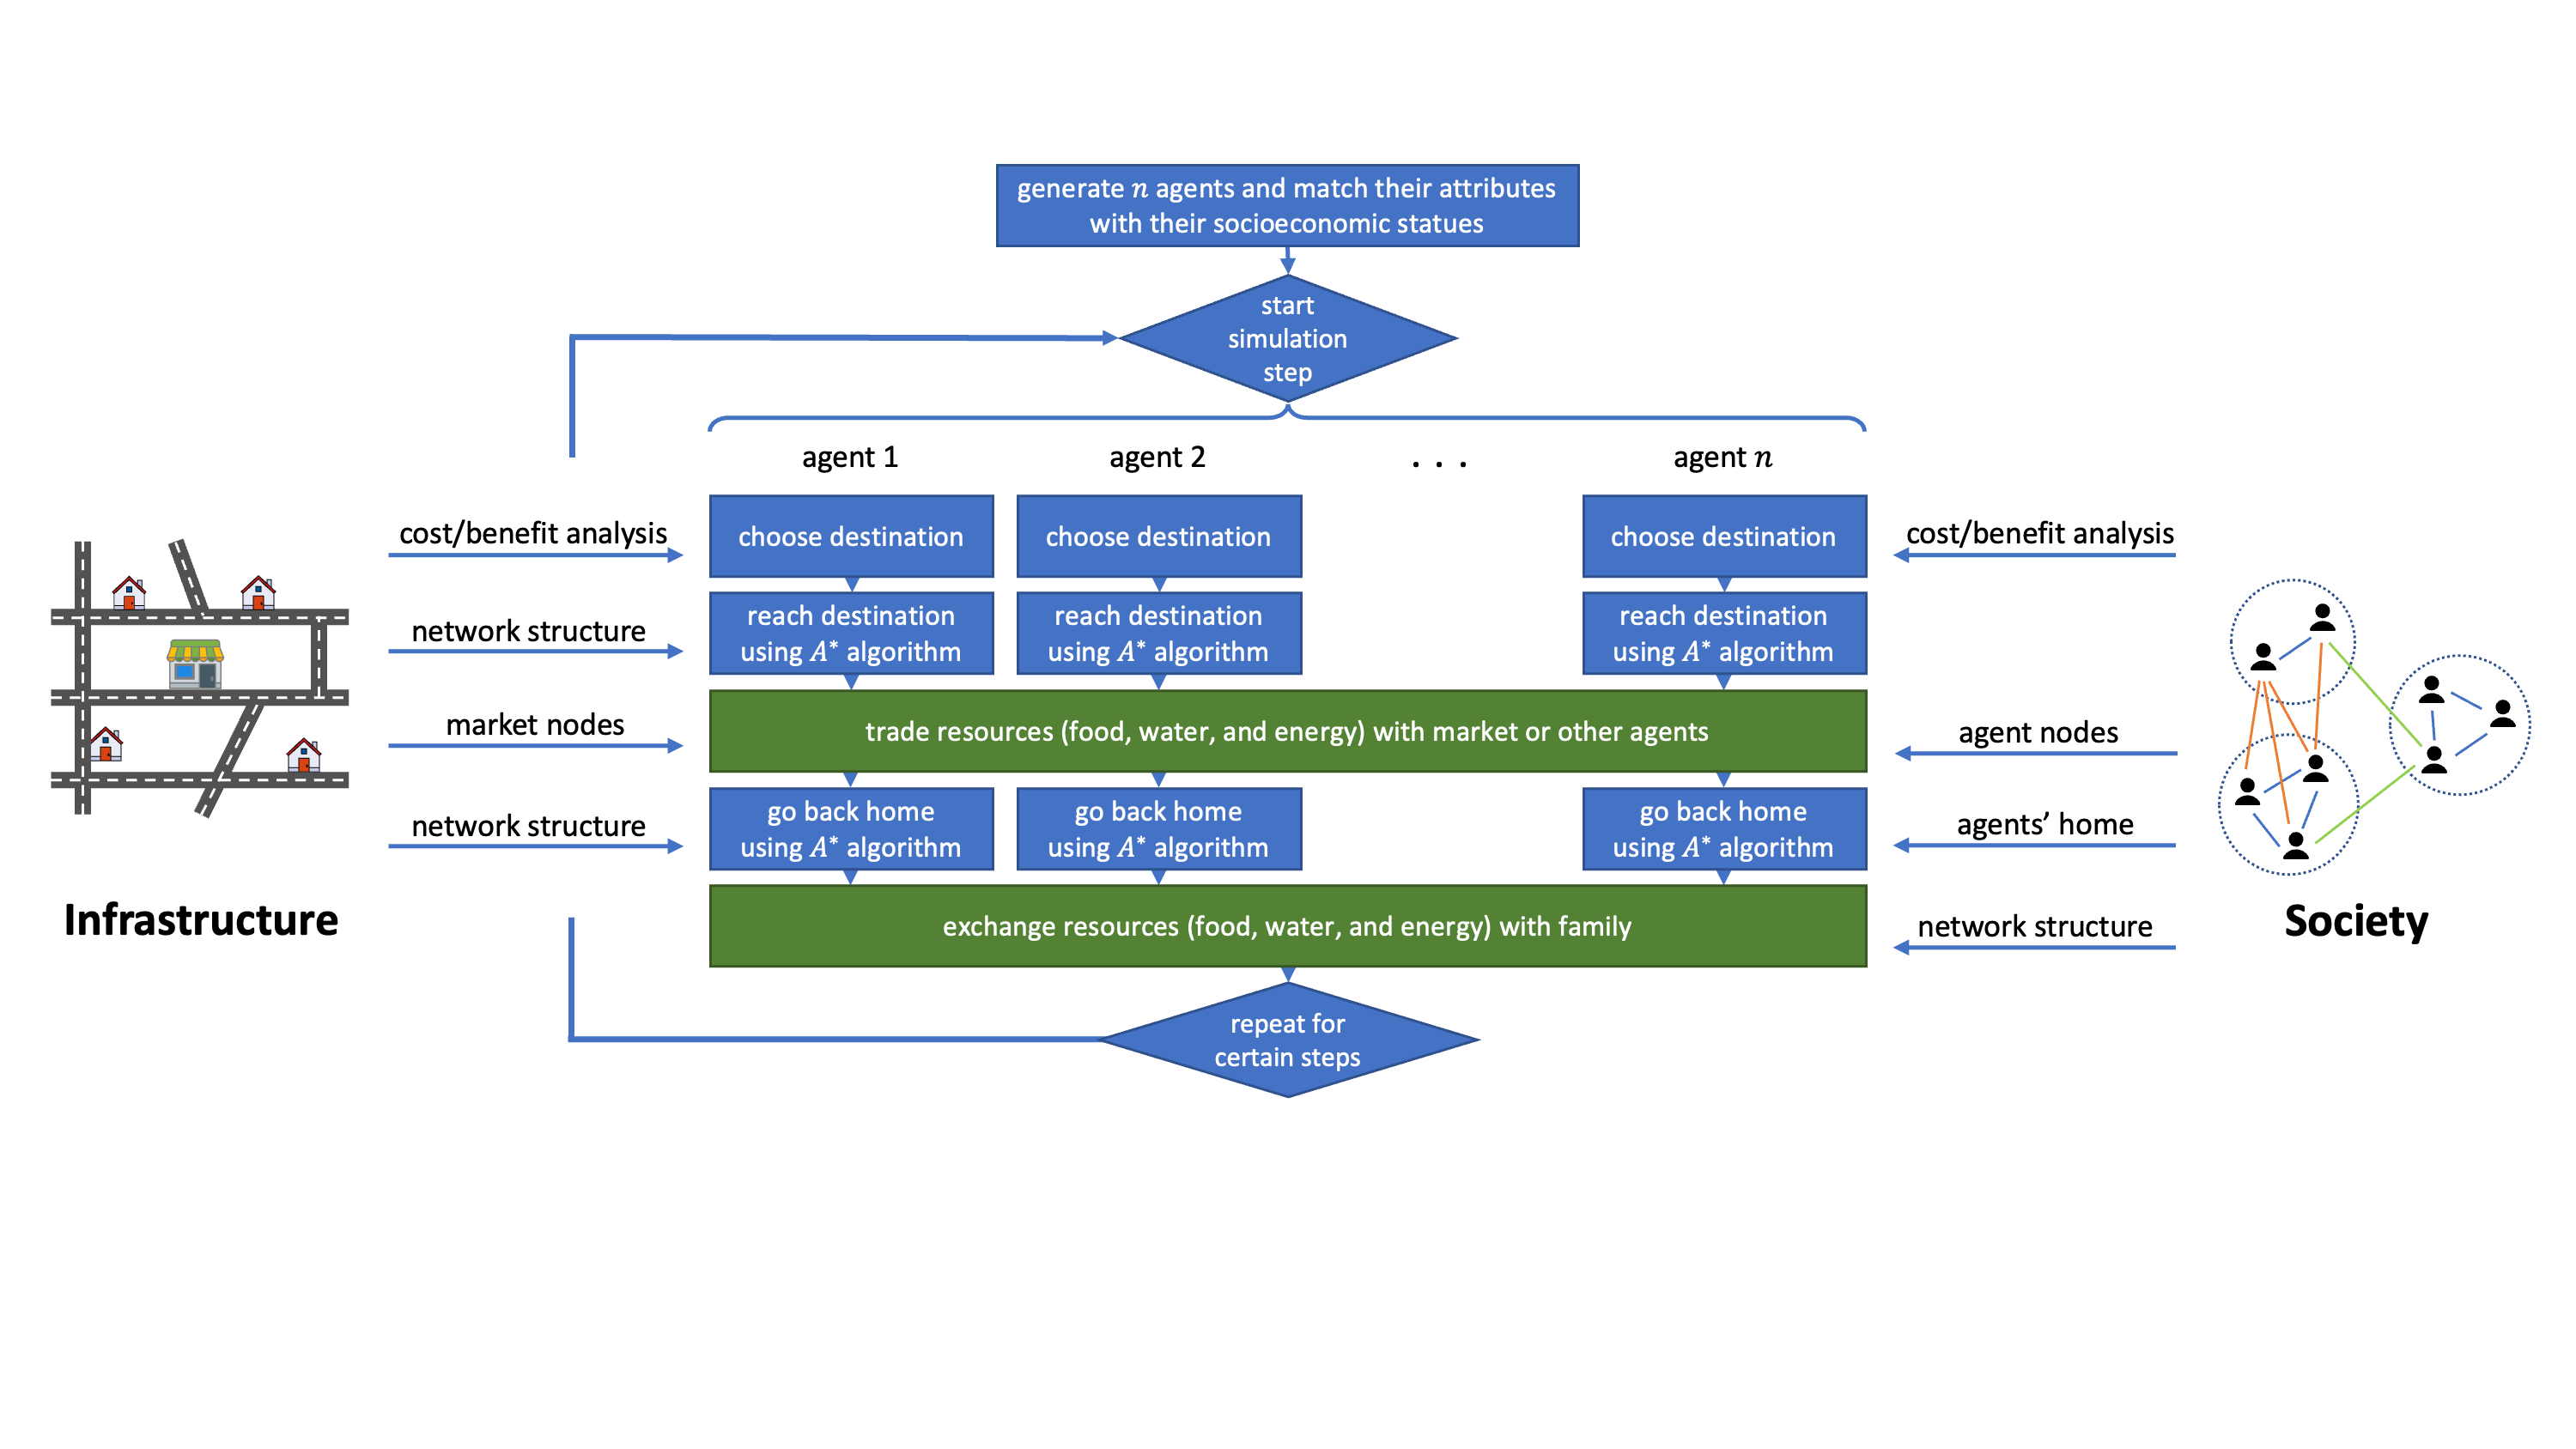 generate n agents and match their attributes
with their socioeconomic statues
start
simulation
step
agent 1
agent 2
. . .
agent n
cost/benefit analysis
choose destination
choose destination
choose destination
cost/benefit analysis
network structure
reach destination
using A* algorithm
reach destination
using A* algorithm
reach destination
using A* algorithm
market nodes
trade resources (food, water, and energy) with market or other agents
agent nodes
network structure
go back home
using A* algorithm
go back home
using A* algorithm
go back home
using A* algorithm
agents’ home
Infrastructure
exchange resources (food, water, and energy) with family
network structure
Society
repeat for
certain steps